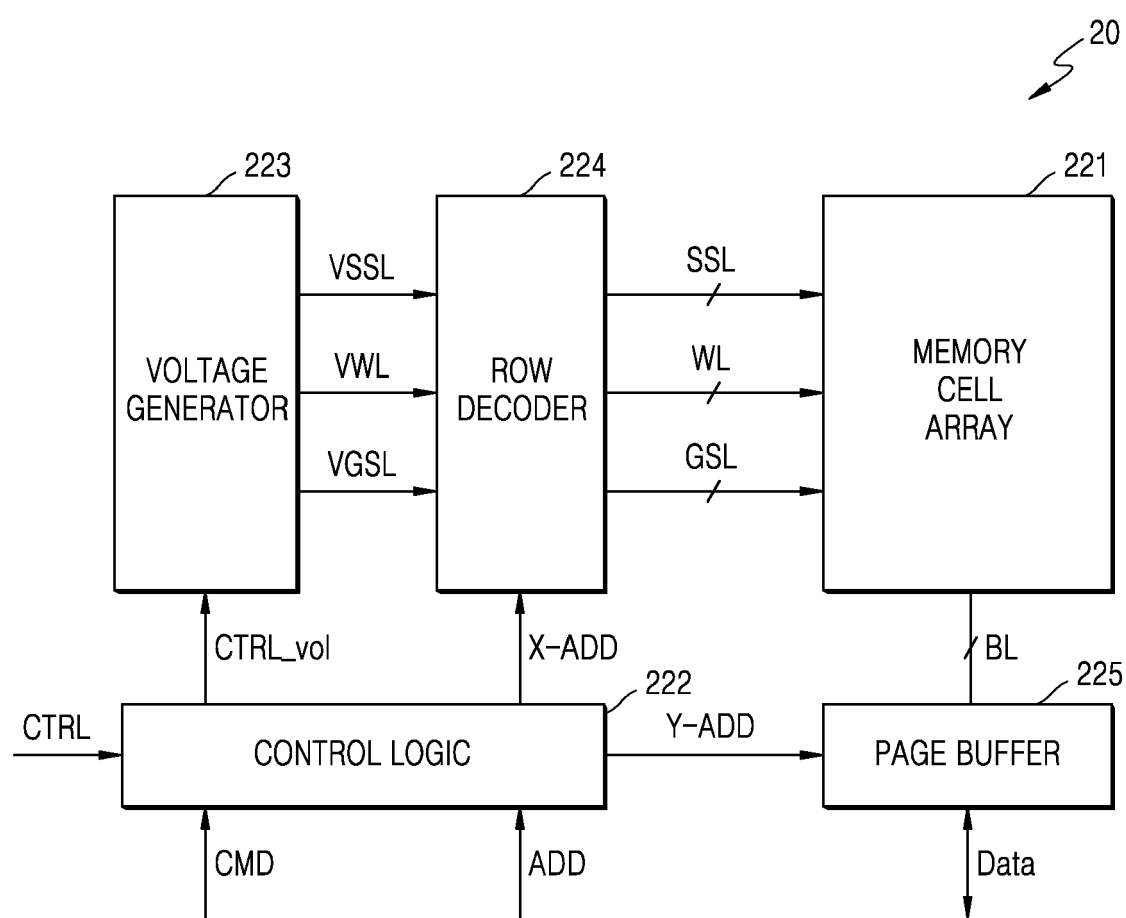 20
223
224
221
VSSL
SSL
VOLTAGE
GENERATOR
VWL
ROW
DECODER
WL
MEMORY
CELL
ARRAY
VGSL
GSL
CTRL_vol
X-ADD
BL
222
225
CTRL
CONTROL LOGIC
Y-ADD
PAGE BUFFER
CMD
ADD
Data